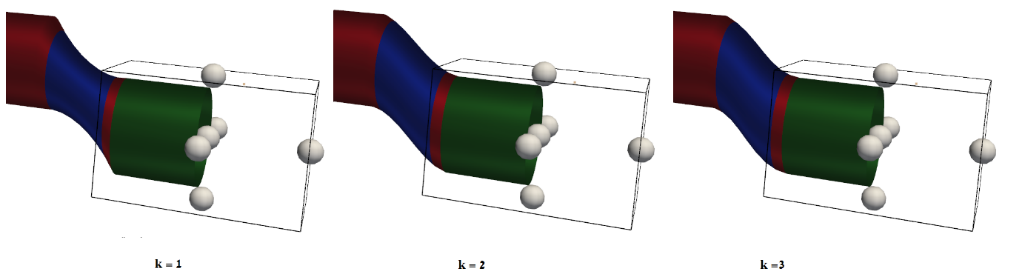 k = 1
k = 2
k =3